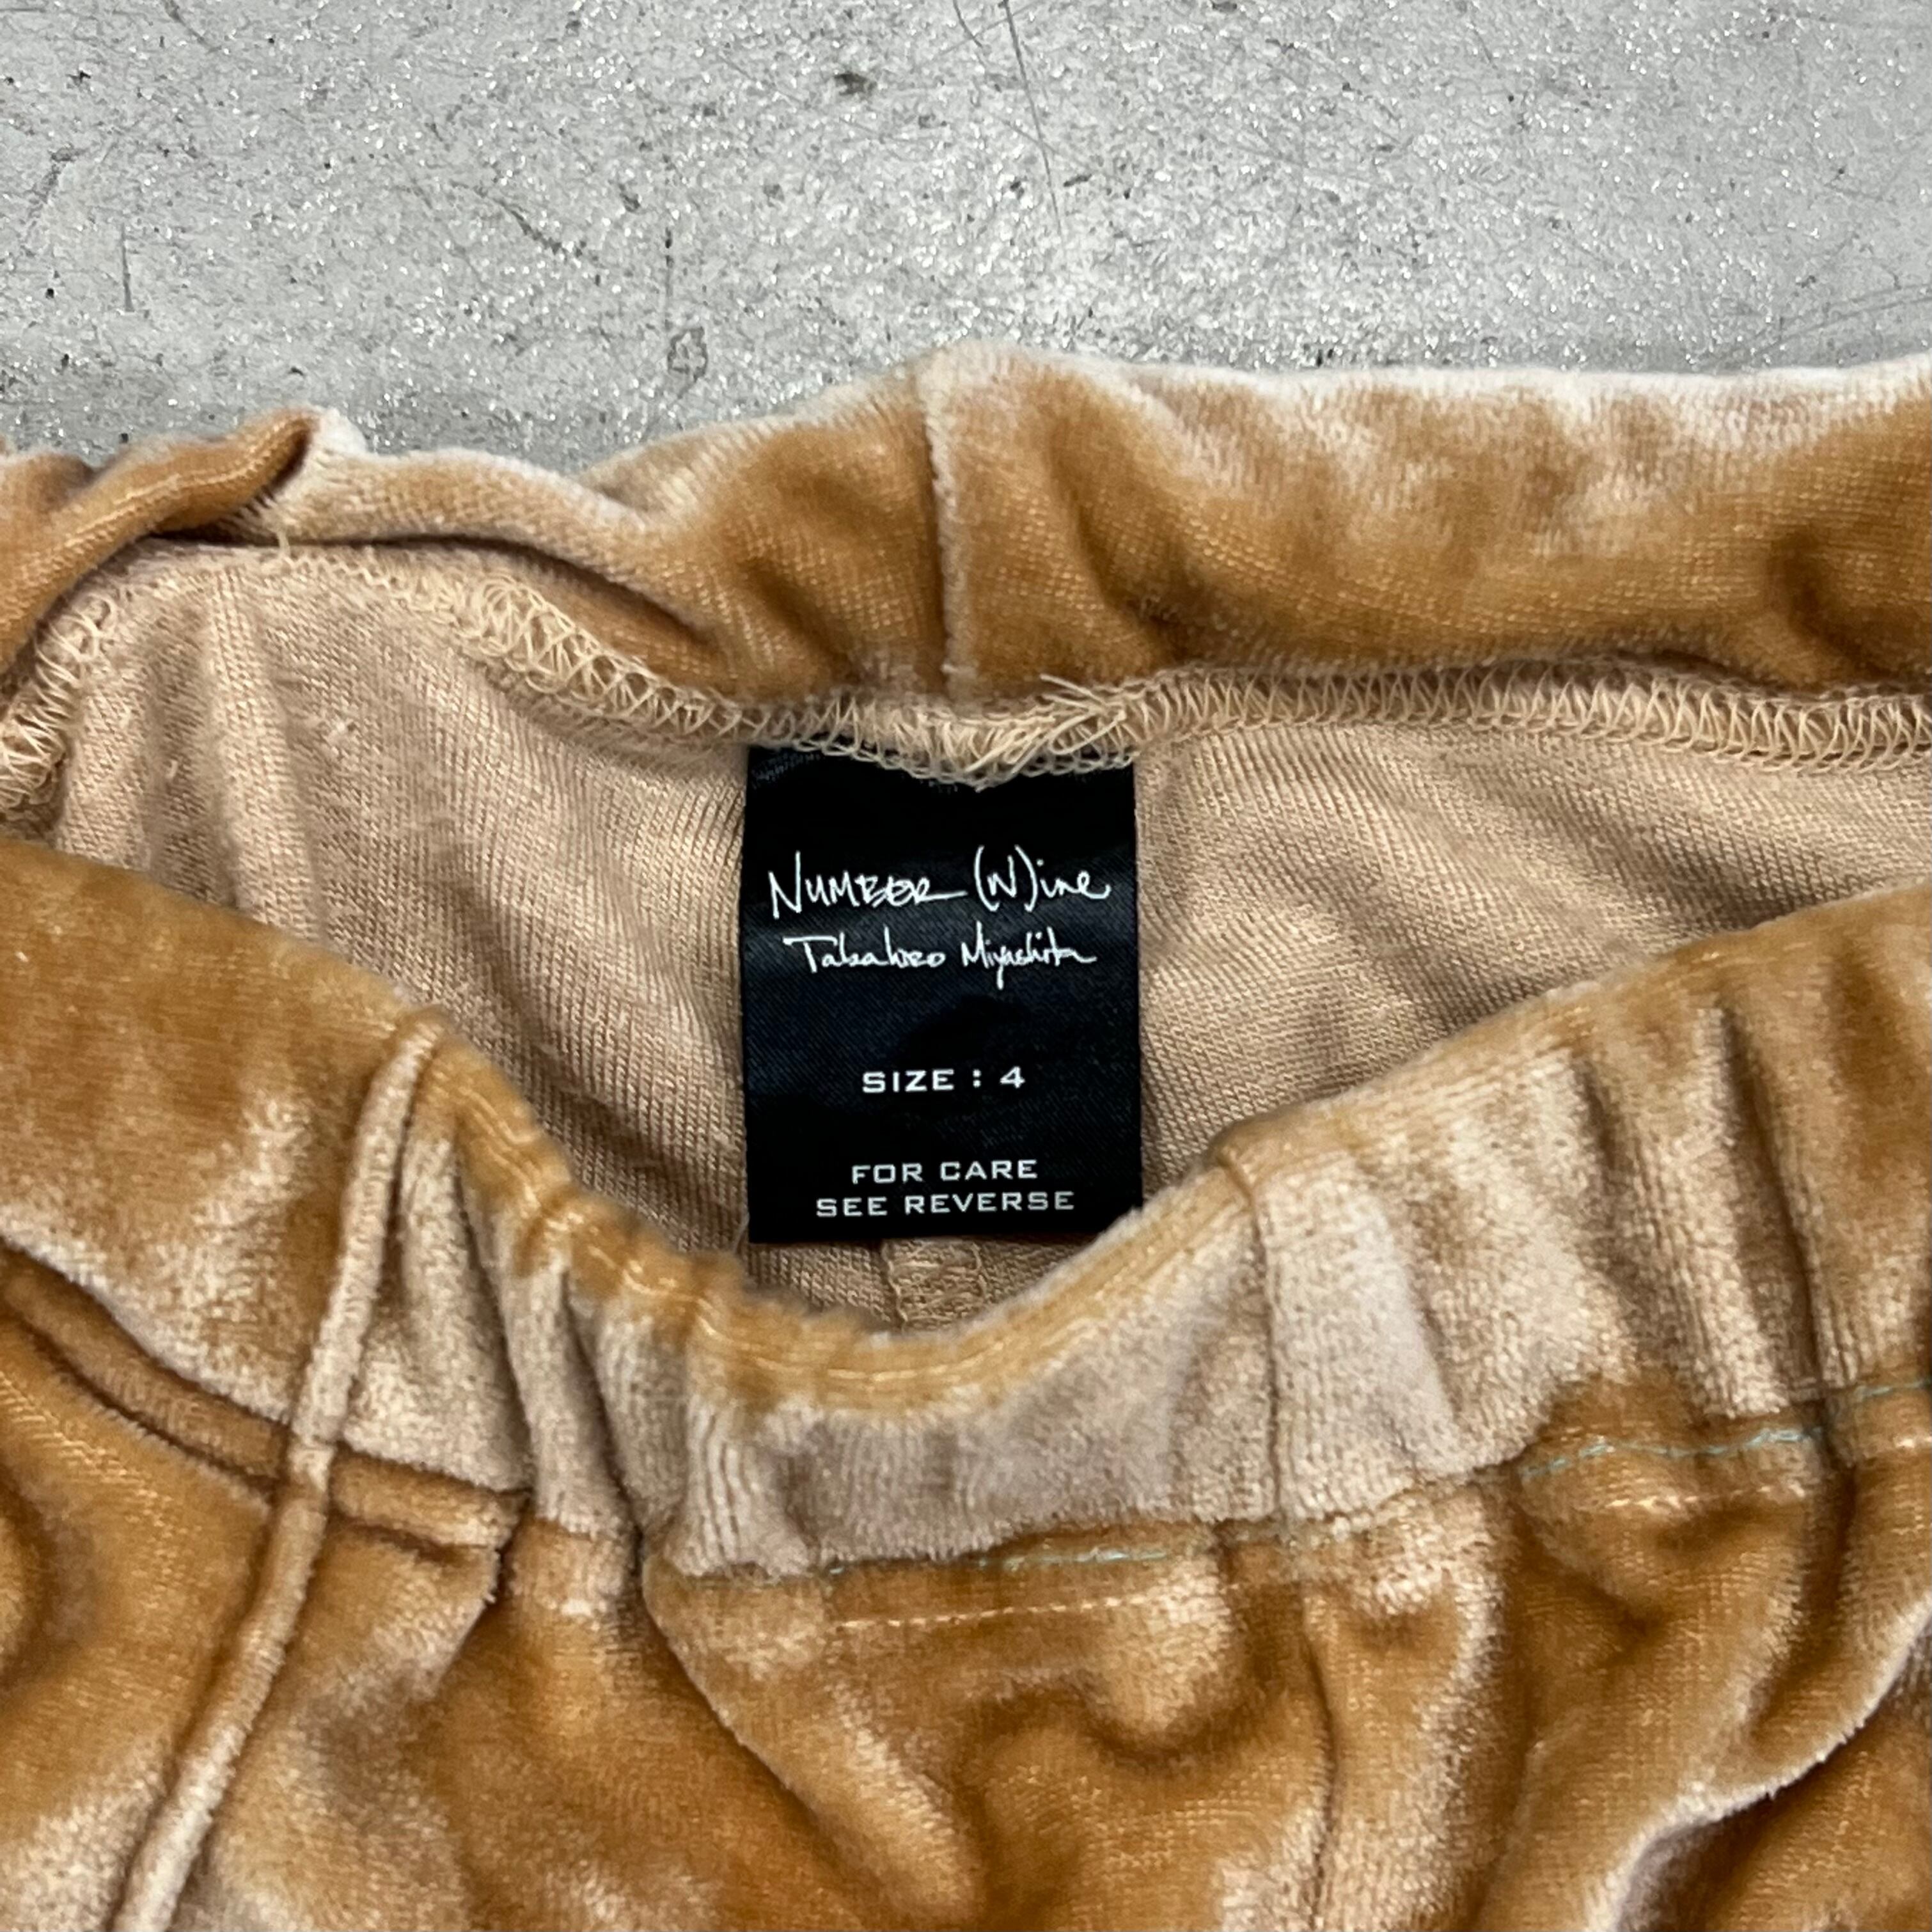 NUMBER (N)ine
Takahiro Miyashita
SIZE : 4
FOR CARE
SEE REVERSE